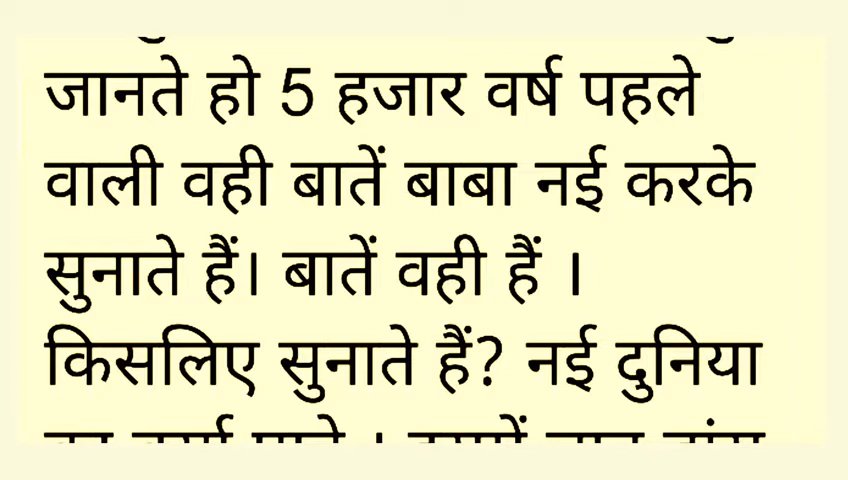 जानते हो 5 हजार वर्ष पहले
वाली वही बातें बाबा नई करके
सुनाते हैं। बातें वही हैं ।
किसलिए सुनाते हैं? नई दुनिया